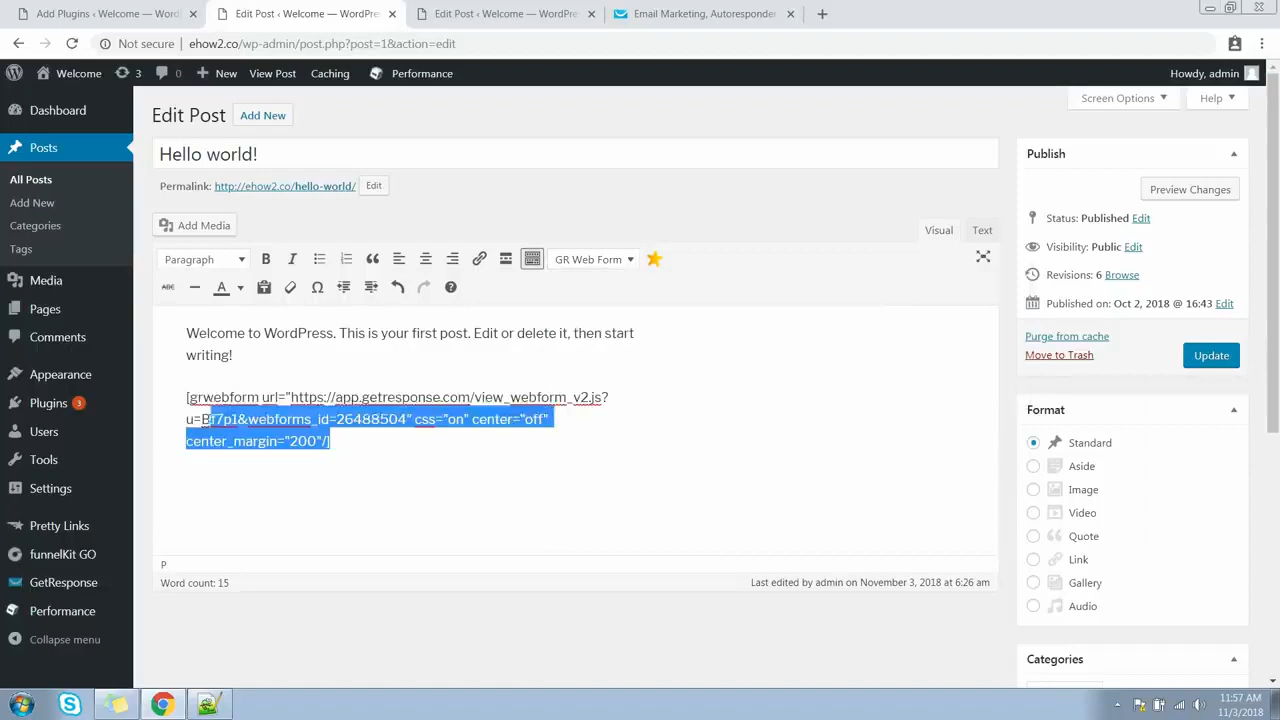 Add Plugins ‹ Welcome — WordP
Edit Post ‹ Welcome — WordPre
Edit Post ‹ Welcome — WordPre
Email Marketing, Autoresponder
Not secure
ehow2.co/wp-admin/post.php?post=1&action=edit
Welcome
3
0
New
View Post
Caching
Performance
Howdy, admin
Dashboard
Posts
All Posts
Add New
Categories
Tags
Media
Pages
Comments
Appearance
Plugins 3
Users
Tools
Settings
Pretty Links
funnelKit GO
GetResponse
Performance
Collapse menu
Screen Options
Help
Edit Post
Add New
Hello world!
Permalink: http://ehow2.co/hello-world/ Edit
Add Media
Visual
Text
Paragraph
B
I
GR Web Form
ABC
A
Welcome to WordPress. This is your first post. Edit or delete it, then start
writing!
[grwebform url="https://app.getresponse.com/view_webform_v2.js?
&webforms_id=26488504" css="on" center="off"
center_margin="200"/]
P
Word count: 15
Last edited by admin on November 3, 2018 at 6:26 am
Publish
Preview Changes
Status: Published Edit
Visibility: Public Edit
Revisions: 6 Browse
Published on: Oct 2, 2018 @ 16:43 Edit
Purge from cache
Move to Trash
Update
Format
Standard
Aside
Image
Video
Quote
Link
Gallery
Audio
Categories
11:57 AM
11/3/2018